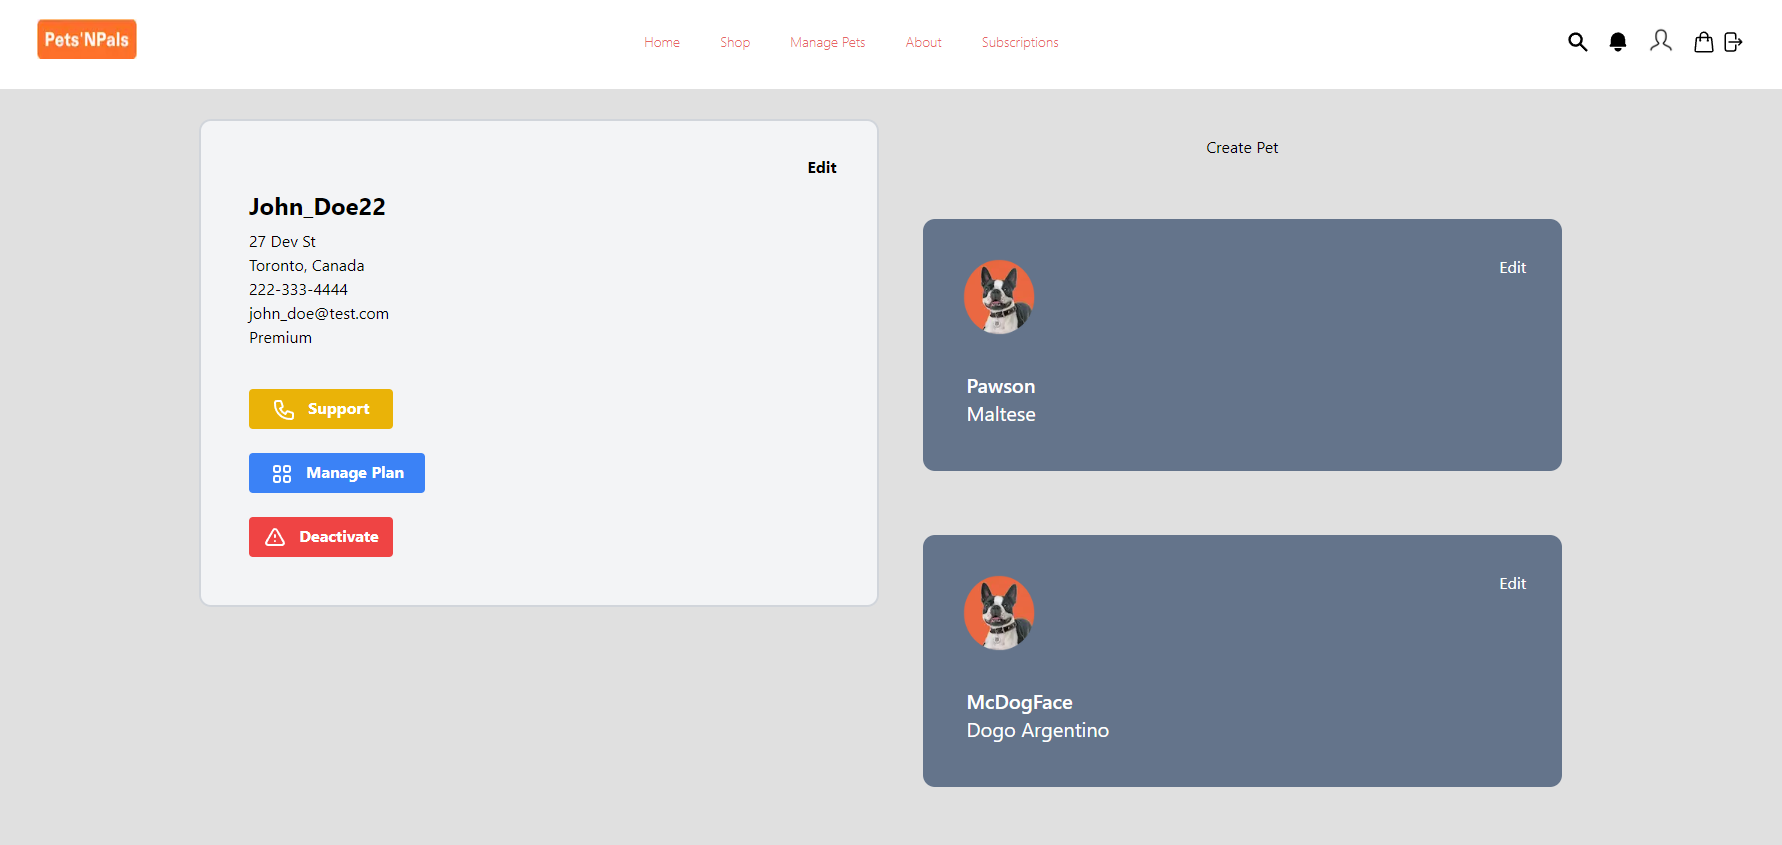 Pets'NPals
Home Shop Manage Pets About Subscriptions
Edit
John_Doe22
27 Dev St
Toronto, Canada
222-333-4444
john_doe@test.com
Premium
Support
Manage Plan
Deactivate
Create Pet
Edit
Pawson
Maltese
Edit
McDogFace
Dogo Argentino